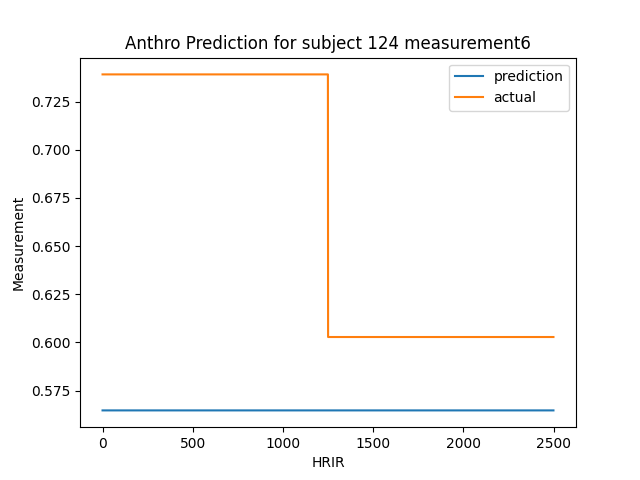 Anthro Prediction for subject 124 measurement6
prediction
actual
Measurement
0.725
0.700
0.675
0.650
0.625
0.600
0.575
0
500
1000
1500
2000
2500
HRIR